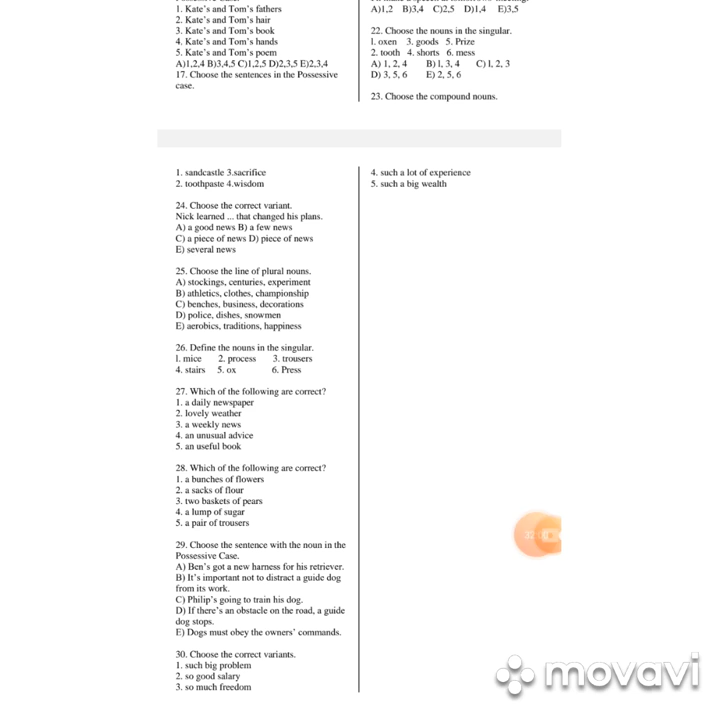 1. Kate's and Tom's fathers
2. Kate's and Tom's hair
3. Kate's and Tom's book
4. Kate's and Tom's hands
5. Kate's and Tom's poem
A)1,2,4 B)3,4,5 C)1,2,5 D)2,3,5 E)2,3,4
17. Choose the sentences in the Possessive
case.
A)1,2 B)3,4 C)2,5 D)1,4 E)3,5
22. Choose the nouns in the singular.
1. oxen 3. goods 5. Prize
2. tooth 4. shorts 6. mess
A) 1, 2, 4 B) 1, 3, 4 C) 1, 2, 3
D) 3, 5, 6 E) 2, 5, 6
23. Choose the compound nouns.
1. sandcastle 3.sacrifice
2. toothpaste 4.wisdom
24. Choose the correct variant.
Nick learned ... that changed his plans.
A) a good news B) a few news
C) a piece of news D) piece of news
E) several news
25. Choose the line of plural nouns.
A) stockings, centuries, experiment
B) athletics, clothes, championship
C) benches, business, decorations
D) police, dishes, snowmen
E) aerobics, traditions, happiness
26. Define the nouns in the singular.
1. mice 2. process 3. trousers
4. stairs 5. ox 6. Press
27. Which of the following are correct?
1. a daily newspaper
2. lovely weather
3. a weekly news
4. an unusual advice
5. an useful book
28. Which of the following are correct?
1. a bunches of flowers
2. a sacks of flour
3. two baskets of pears
4. a lump of sugar
5. a pair of trousers
29. Choose the sentence with the noun in the
Possessive Case.
A) Ben's got a new harness for his retriever.
B) It's important not to distract a guide dog
from its work.
C) Philip's going to train his dog.
D) If there's an obstacle on the road, a guide
dog stops.
E) Dogs must obey the owners' commands.
30. Choose the correct variants.
1. such big problem
2. so good salary
3. so much freedom
4. such a lot of experience
5. such a big wealth
movavi